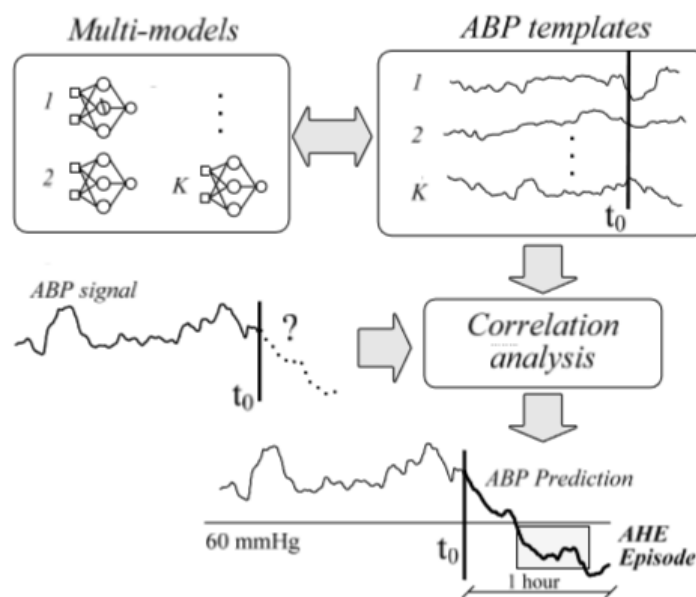 Multi-models
ABP templates
1
2
K
1
2
K
t0
ABP signal
?
t0
Correlation
analysis
ABP Prediction
60 mmHg
t0
AHE
Episode
1 hour